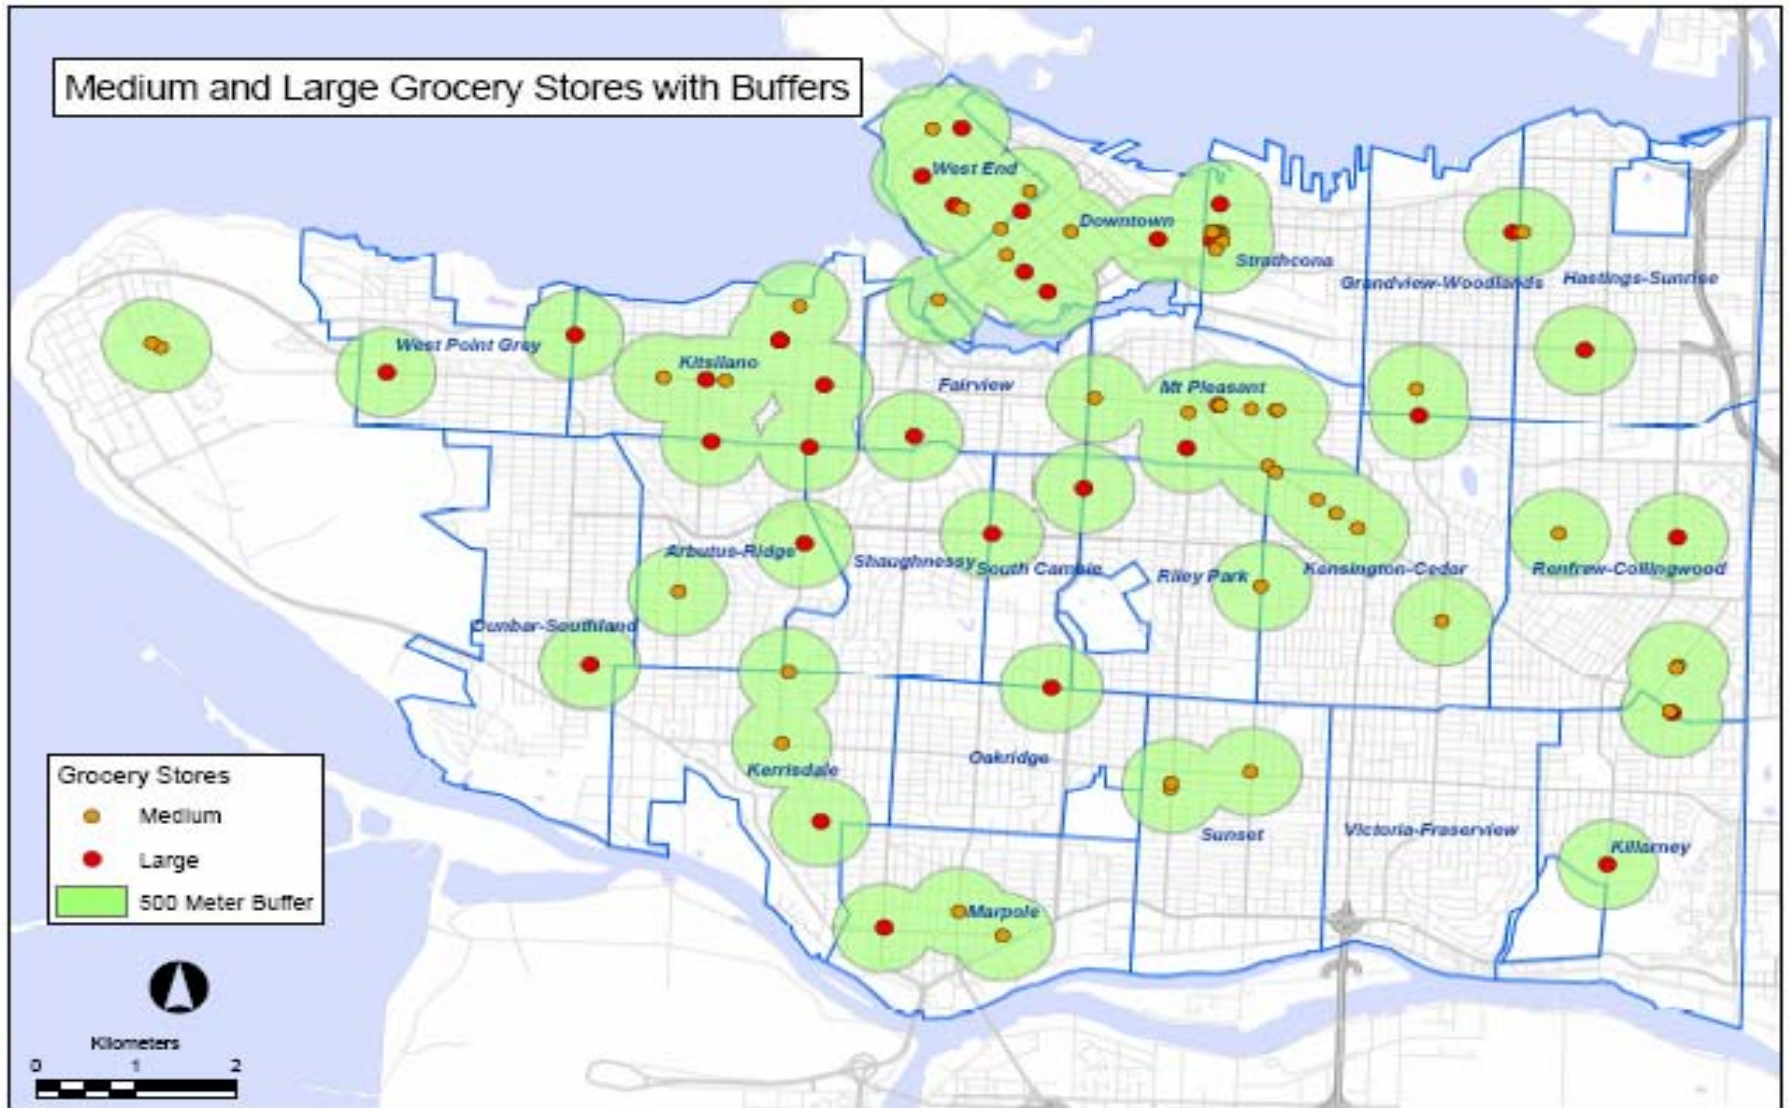 Medium and Large Grocery Stores with Buffers
West End
Downtown
Strathcona
Grandview-Woodlands
Hastings-Sunrise
West Point Grey
Kitsilano
Fairview
Mt Pleasant
Arbutus-Ridge
Shaughnessy
South Cambie
Riley Park
Kensington-Cedar
Renfrew-Collingwood
Dunbar-Southland
Kerrisdale
Oakridge
Sunset
Victoria-Fraserview
Killarney
Marpole
Grocery Stores
Medium
Large
500 Meter Buffer
Kilometers
0 1 2